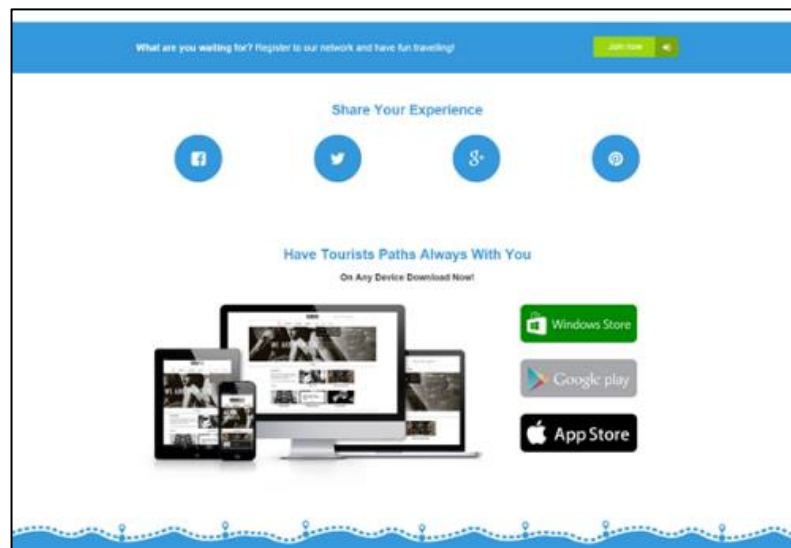 What are you waiting for? Register to our network and have fun travelling!
Join now
Share Your Experience
Have Tourists Paths Always With You
On Any Device Download Now!
Windows Store
Google play
App Store